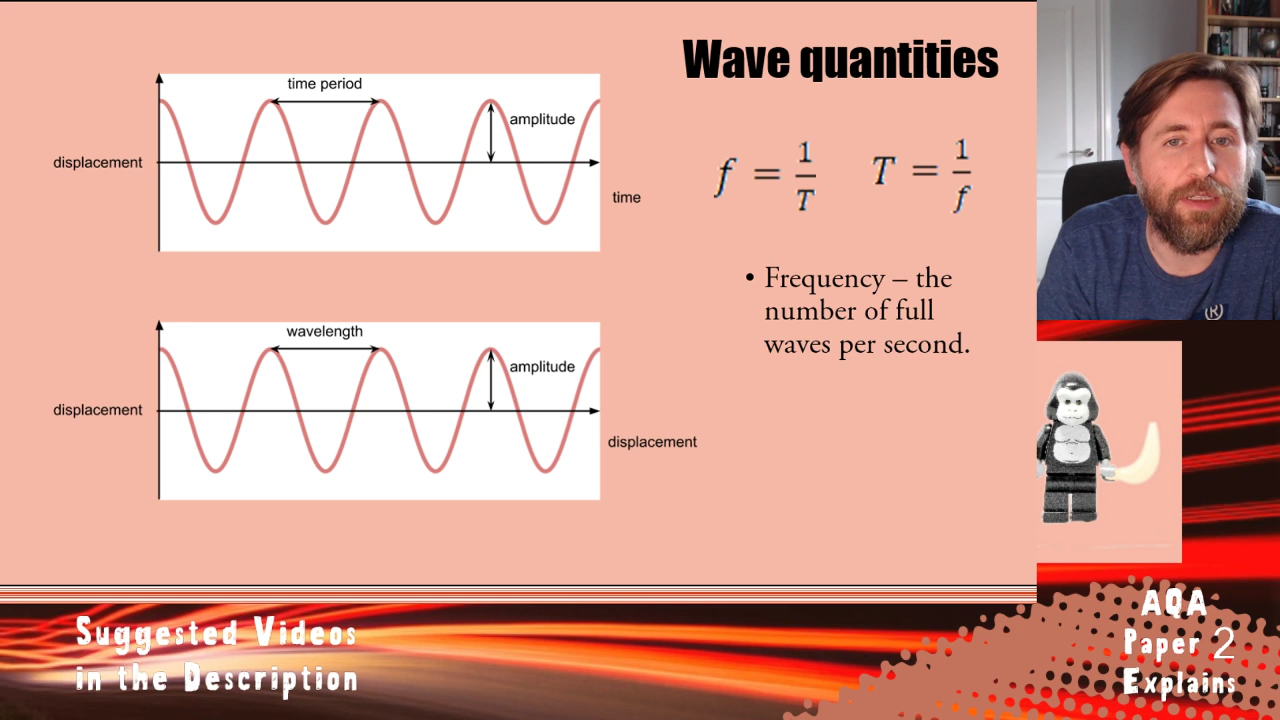 Wave quantities
time period
amplitude
displacement
time
f = 1/T T = 1/f
• Frequency – the
number of full
waves per second.
wavelength
amplitude
displacement
displacement
(R)
Suggested Videos
in the Description
AQA
Paper 2
Explains